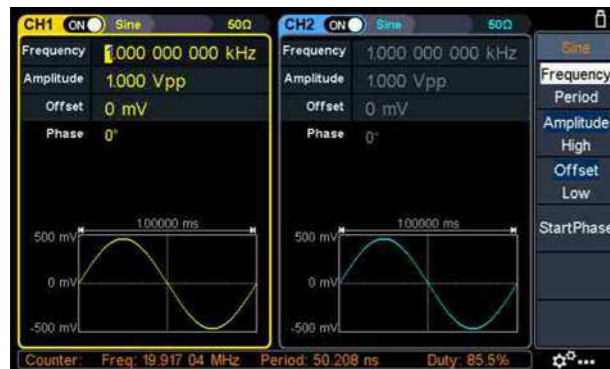 CH1 ON Sine 50Ω
Frequency 1.000 000 000 kHz
Amplitude 1.000 Vpp
Offset 0 mV
Phase 0°
1.00000 ms
500 mV
0 mV
-500 mV
CH2 ON Sine 50Ω
Frequency 1.000 000 000 kHz
Amplitude 1.000 Vpp
Offset 0 mV
Phase 0°
1.00000 ms
500 mV
0 mV
-500 mV
Sine
Frequency
Period
Amplitude
High
Offset
Low
StartPhase
Counter: Freq: 19.917 04 MHz Period: 50.208 ns Duty: 85.5%